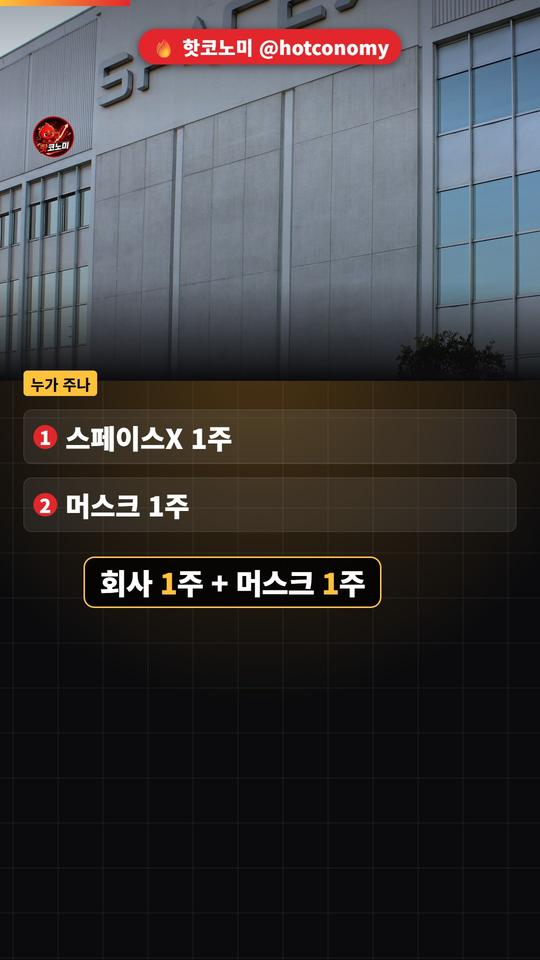 🔥 핫코노미 @hotconomy
핫코노미
누가 주나
1 스페이스X 1주
2 머스크 1주
회사 1주 + 머스크 1주